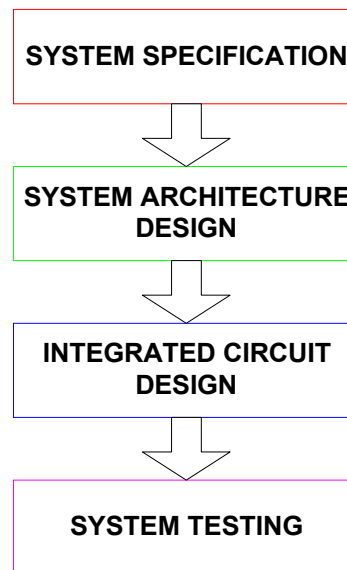 SYSTEM SPECIFICATION
SYSTEM ARCHITECTURE
DESIGN
INTEGRATED CIRCUIT
DESIGN
SYSTEM TESTING